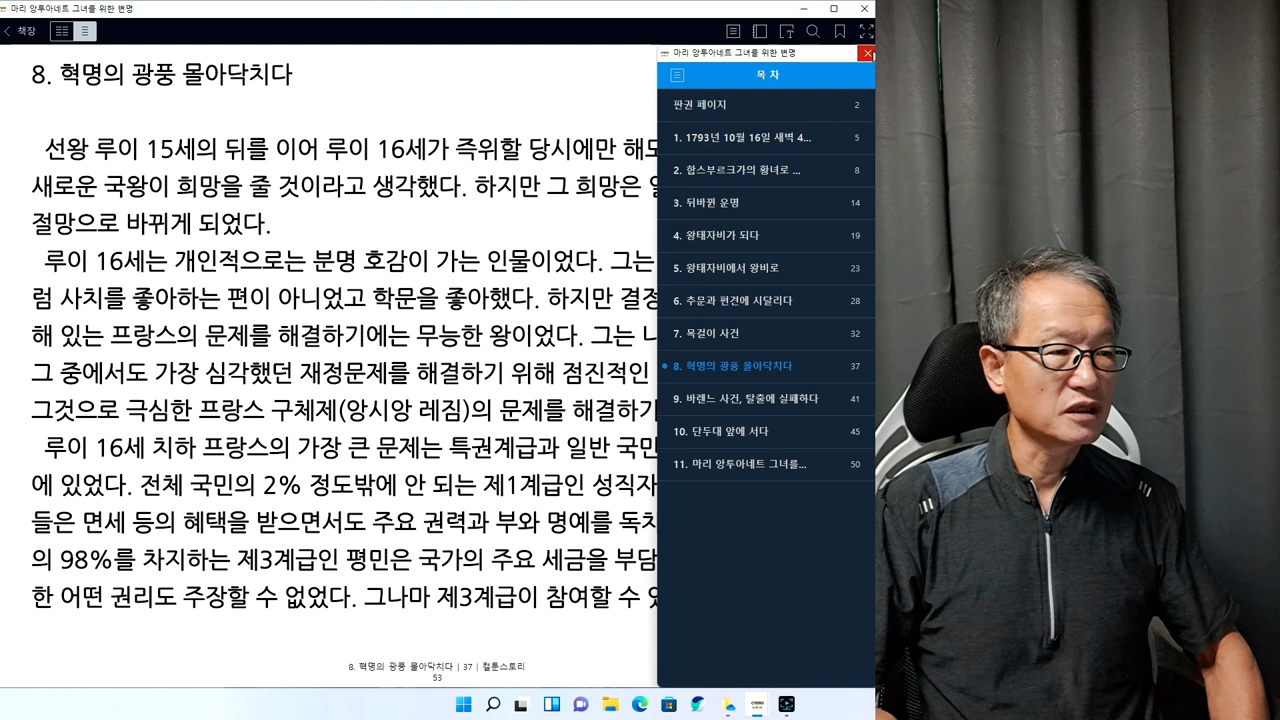 마리 앙투아네트 그녀를 위한 변명
책장
8. 혁명의 광풍 몰아닥치다
선왕 루이 15세의 뒤를 이어 루이 16세가 즉위할 당시에만
새로운 국왕이 희망을 줄 것이라고 생각했다. 하지만 그 희망은
절망으로 바뀌게 되었다.
루이 16세는 개인적으로는 분명 호감이 가는 인물이었다. 그는
럼 사치를 좋아하는 편이 아니었고 학문을 좋아했다. 하지만
해 있는 프랑스의 문제를 해결하기에는 무능한 왕이었다. 그는
그 중에서도 가장 심각했던 재정문제를 해결하기 위해 점진적인
그것으로 극심한 프랑스 구체제(앙시앙 레짐)의 문제를 해결하기
루이 16세 치하 프랑스의 가장 큰 문제는 특권계급과 일반 국민
에 있었다. 전체 국민의 2% 정도밖에 안 되는 제1계급인 성직자
들은 면세 등의 혜택을 받으면서도 주요 권력과 부와 명예를
의 98%를 차지하는 제3계급인 평민은 국가의 주요 세금을 부담
한 어떤 권리도 주장할 수 없었다. 그나마 제3계급이 참여할 수
8. 혁명의 광풍 몰아닥치다 | 37 | 컬툰스토리
53
마리 앙투아네트 그녀를 위한 변명
목 차
판권 페이지 2
1. 1793년 10월 16일 새벽 4... 5
2. 합스부르크가의 황녀로 ... 8
3. 뒤바뀐 운명 14
4. 왕태자비가 되다 19
5. 왕태자비에서 왕비로 23
6. 추문과 편견에 시달리다 28
7. 목걸이 사건 32
8. 혁명의 광풍 몰아닥치다 37
9. 바렌느 사건, 탈출에 실패하다 41
10. 단두대 앞에 서다 45
11. 마리 앙투아네트 그녀를... 50